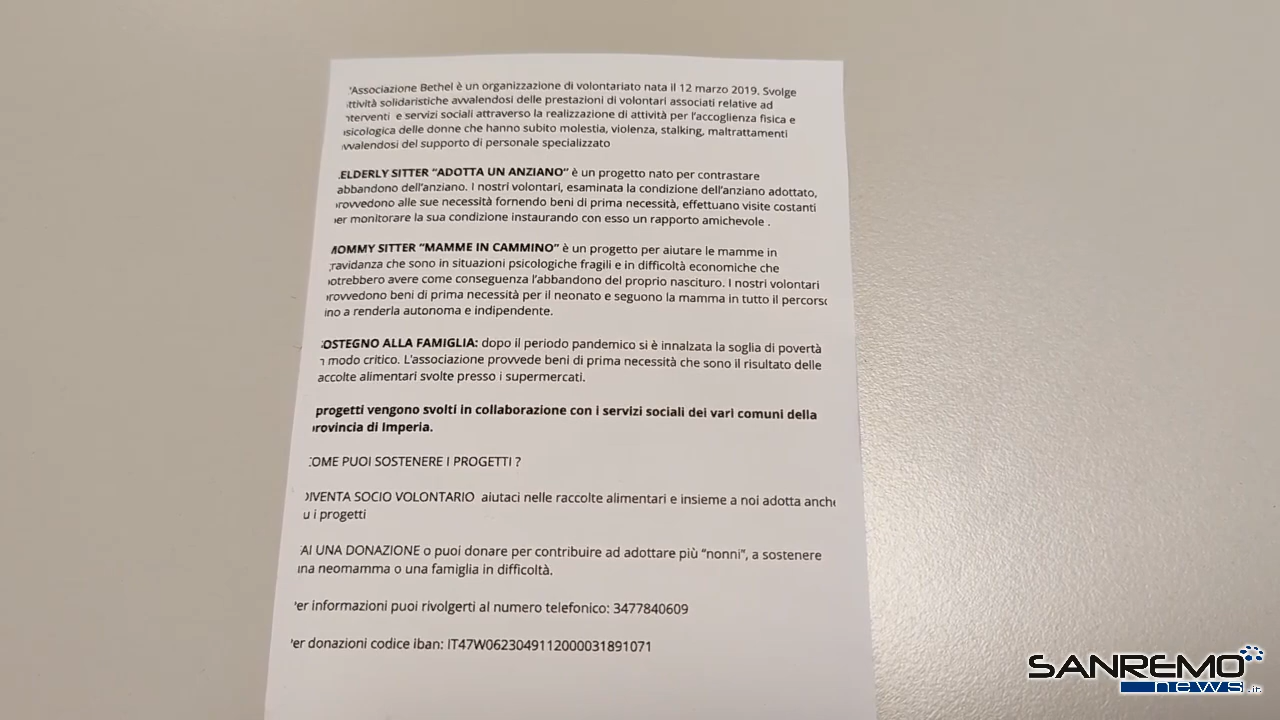 'Associazione Bethel è un organizzazione di volontariato nata il 12 marzo 2019. Svolge
ttività solidaristiche avvalendosi delle prestazioni di volontari associati relative ad
nterventi e servizi sociali attraverso la realizzazione di attività per l'accoglienza fisica e
sicologica delle donne che hanno subito molestia, violenza, stalking, maltrattamenti
vvalendosi del supporto di personale specializzato
ELDERLY SITTER "ADOTTA UN ANZIANO" è un progetto nato per contrastare
abbandono dell'anziano. I nostri volontari, esaminata la condizione dell'anziano adottato,
rovvedono alle sue necessità fornendo beni di prima necessità, effettuano visite costanti
er monitorare la sua condizione instaurando con esso un rapporto amichevole .
MOMMY SITTER "MAMME IN CAMMINO" è un progetto per aiutare le mamme in
ravidanza che sono in situazioni psicologiche fragili e in difficoltà economiche che
otrebbero avere come conseguenza l'abbandono del proprio nascituro. I nostri volontari
rovvedono beni di prima necessità per il neonato e seguono la mamma in tutto il percorso
ino a renderla autonoma e indipendente.
OSTEGNO ALLA FAMIGLIA: dopo il periodo pandemico si è innalzata la soglia di povertà
n modo critico. L'associazione provvede beni di prima necessità che sono il risultato delle
accolte alimentari svolte presso i supermercati.
progetti vengono svolti in collaborazione con i servizi sociali dei vari comuni della
rovincia di Imperia.
OME PUOI SOSTENERE I PROGETTI ?
DIVENTA SOCIO VOLONTARIO aiutaci nelle raccolte alimentari e insieme a noi adotta anche
u i progetti
AI UNA DONAZIONE o puoi donare per contribuire ad adottare più "nonni", a sostenere
una neomamma o una famiglia in difficoltà.
er informazioni puoi rivolgerti al numero telefonico: 3477840609
er donazioni codice iban: IT47W0623049112000031891071
SANREMO
news.it